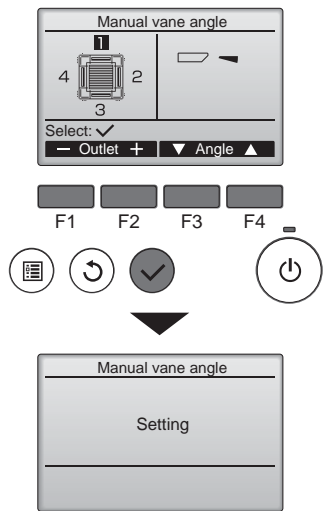 Manual vane angle
1
4 2
3
Select: ✓
− Outlet + ▼ Angle ▲
F1 F2 F3 F4
Manual vane angle
Setting